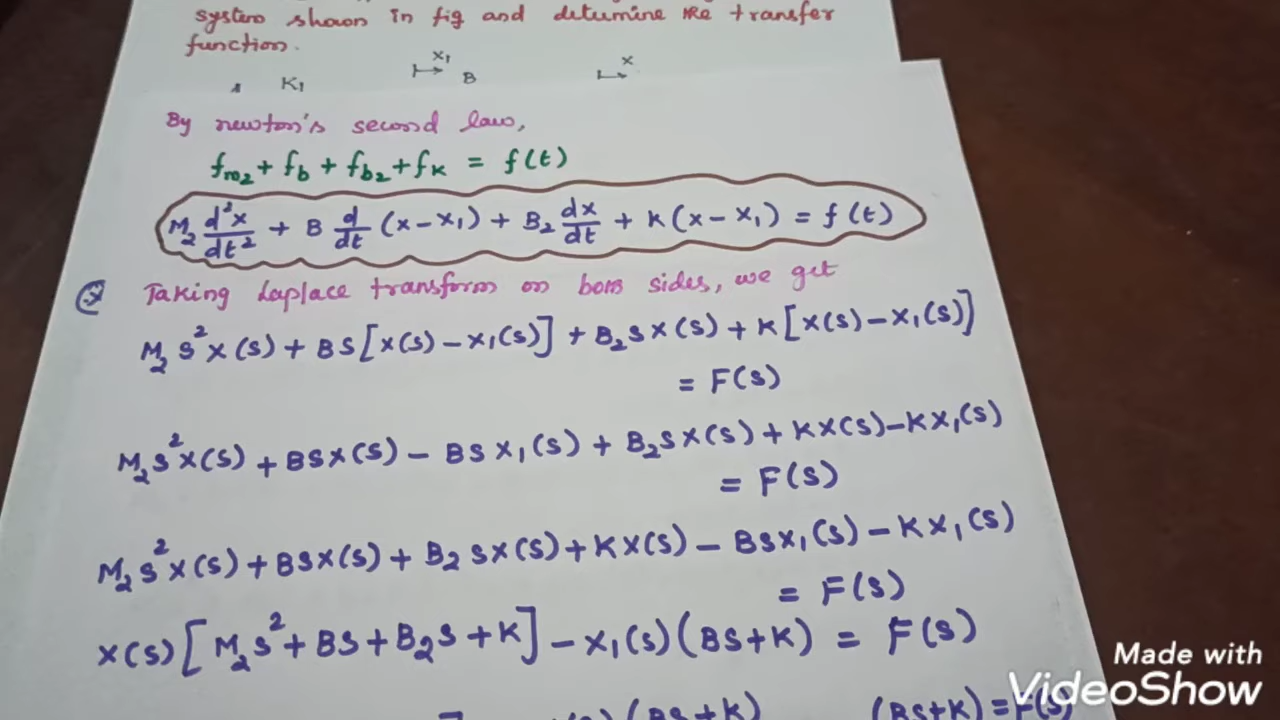 system shown in fig and ditumine the transfer
function.
K₁ x₁ B x
By newton's second law,
fm₂ + fb + fb₂ + fk = f(t)
M₂ d²x/dt² + B d/dt (x - x₁) + B₂ dx/dt + K(x - x₁) = f(t)
Taking Laplace transform on both sides, we get
M₂ s² X(s) + BS[X(s) - X₁(s)] + B₂ S X(s) + K[X(s) - X₁(s)]
= F(s)
M₂ s² X(s) + BS X(s) - BS X₁(s) + B₂ S X(s) + K X(s) - K X₁(s)
= F(s)
M₂ s² X(s) + BS X(s) + B₂ S X(s) + K X(s) - BS X₁(s) - K X₁(s)
= F(s)
X(s) [M₂ s² + BS + B₂ S + K] - X₁(s) (BS + K) = F(s)
(BS+K) (BS+K) = F(s)
Made with
VideoShow